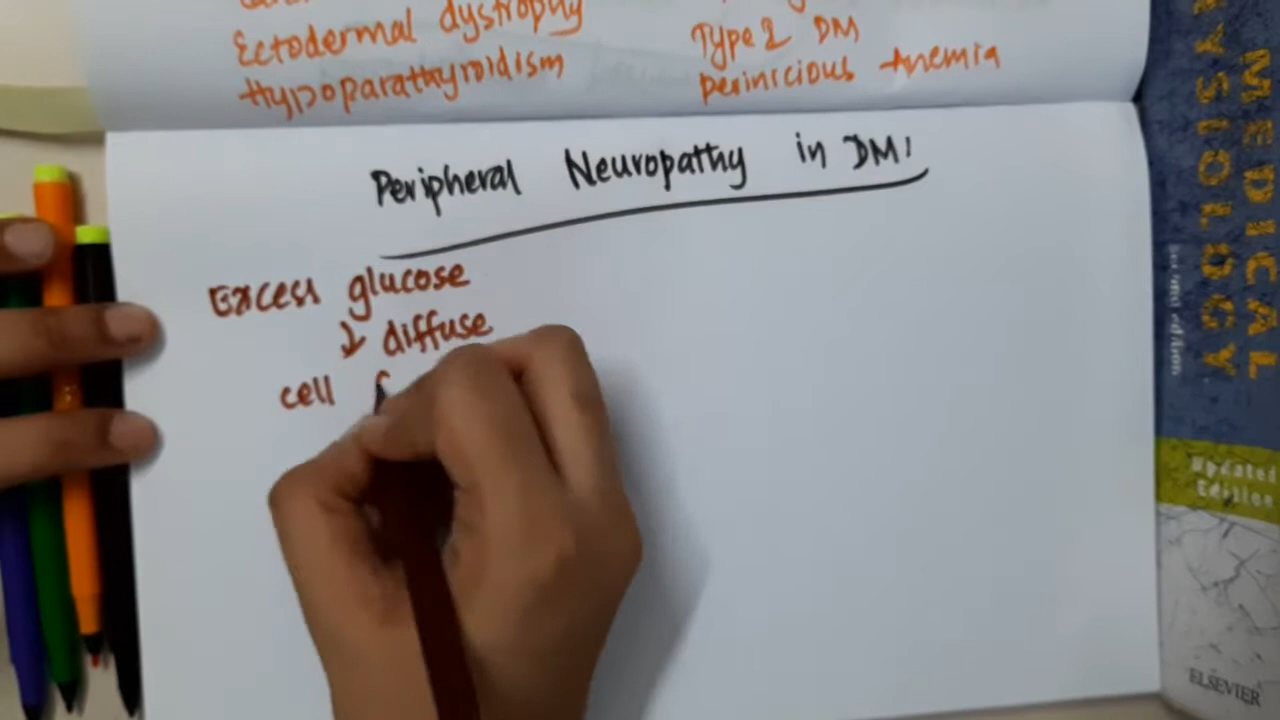 Ectodermal dystrophy
Hypoparathyroidism
Type 2 DM
perinicious Anemia
Peripheral Neuropathy in DM!
Excess glucose
↓ diffuse
cell
MEDICAL
YSIOLOGY
Updated
Edition
ELSEVIER